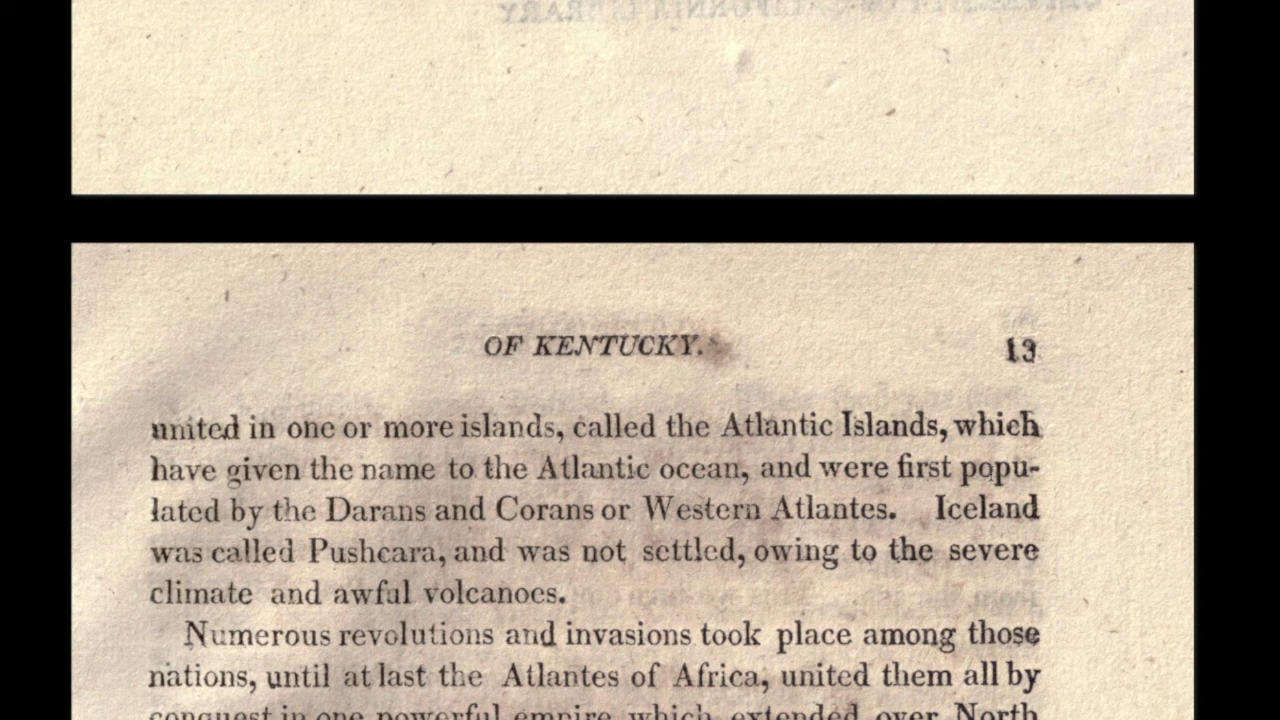 OF KENTUCKY. 13
united in one or more islands, called the Atlantic Islands, which
have given the name to the Atlantic ocean, and were first popu-
lated by the Darans and Corans or Western Atlantes. Iceland
was called Pushcara, and was not settled, owing to the severe
climate and awful volcanoes.
Numerous revolutions and invasions took place among those
nations, until at last the Atlantes of Africa, united them all by
conquest in one powerful empire which extended over North